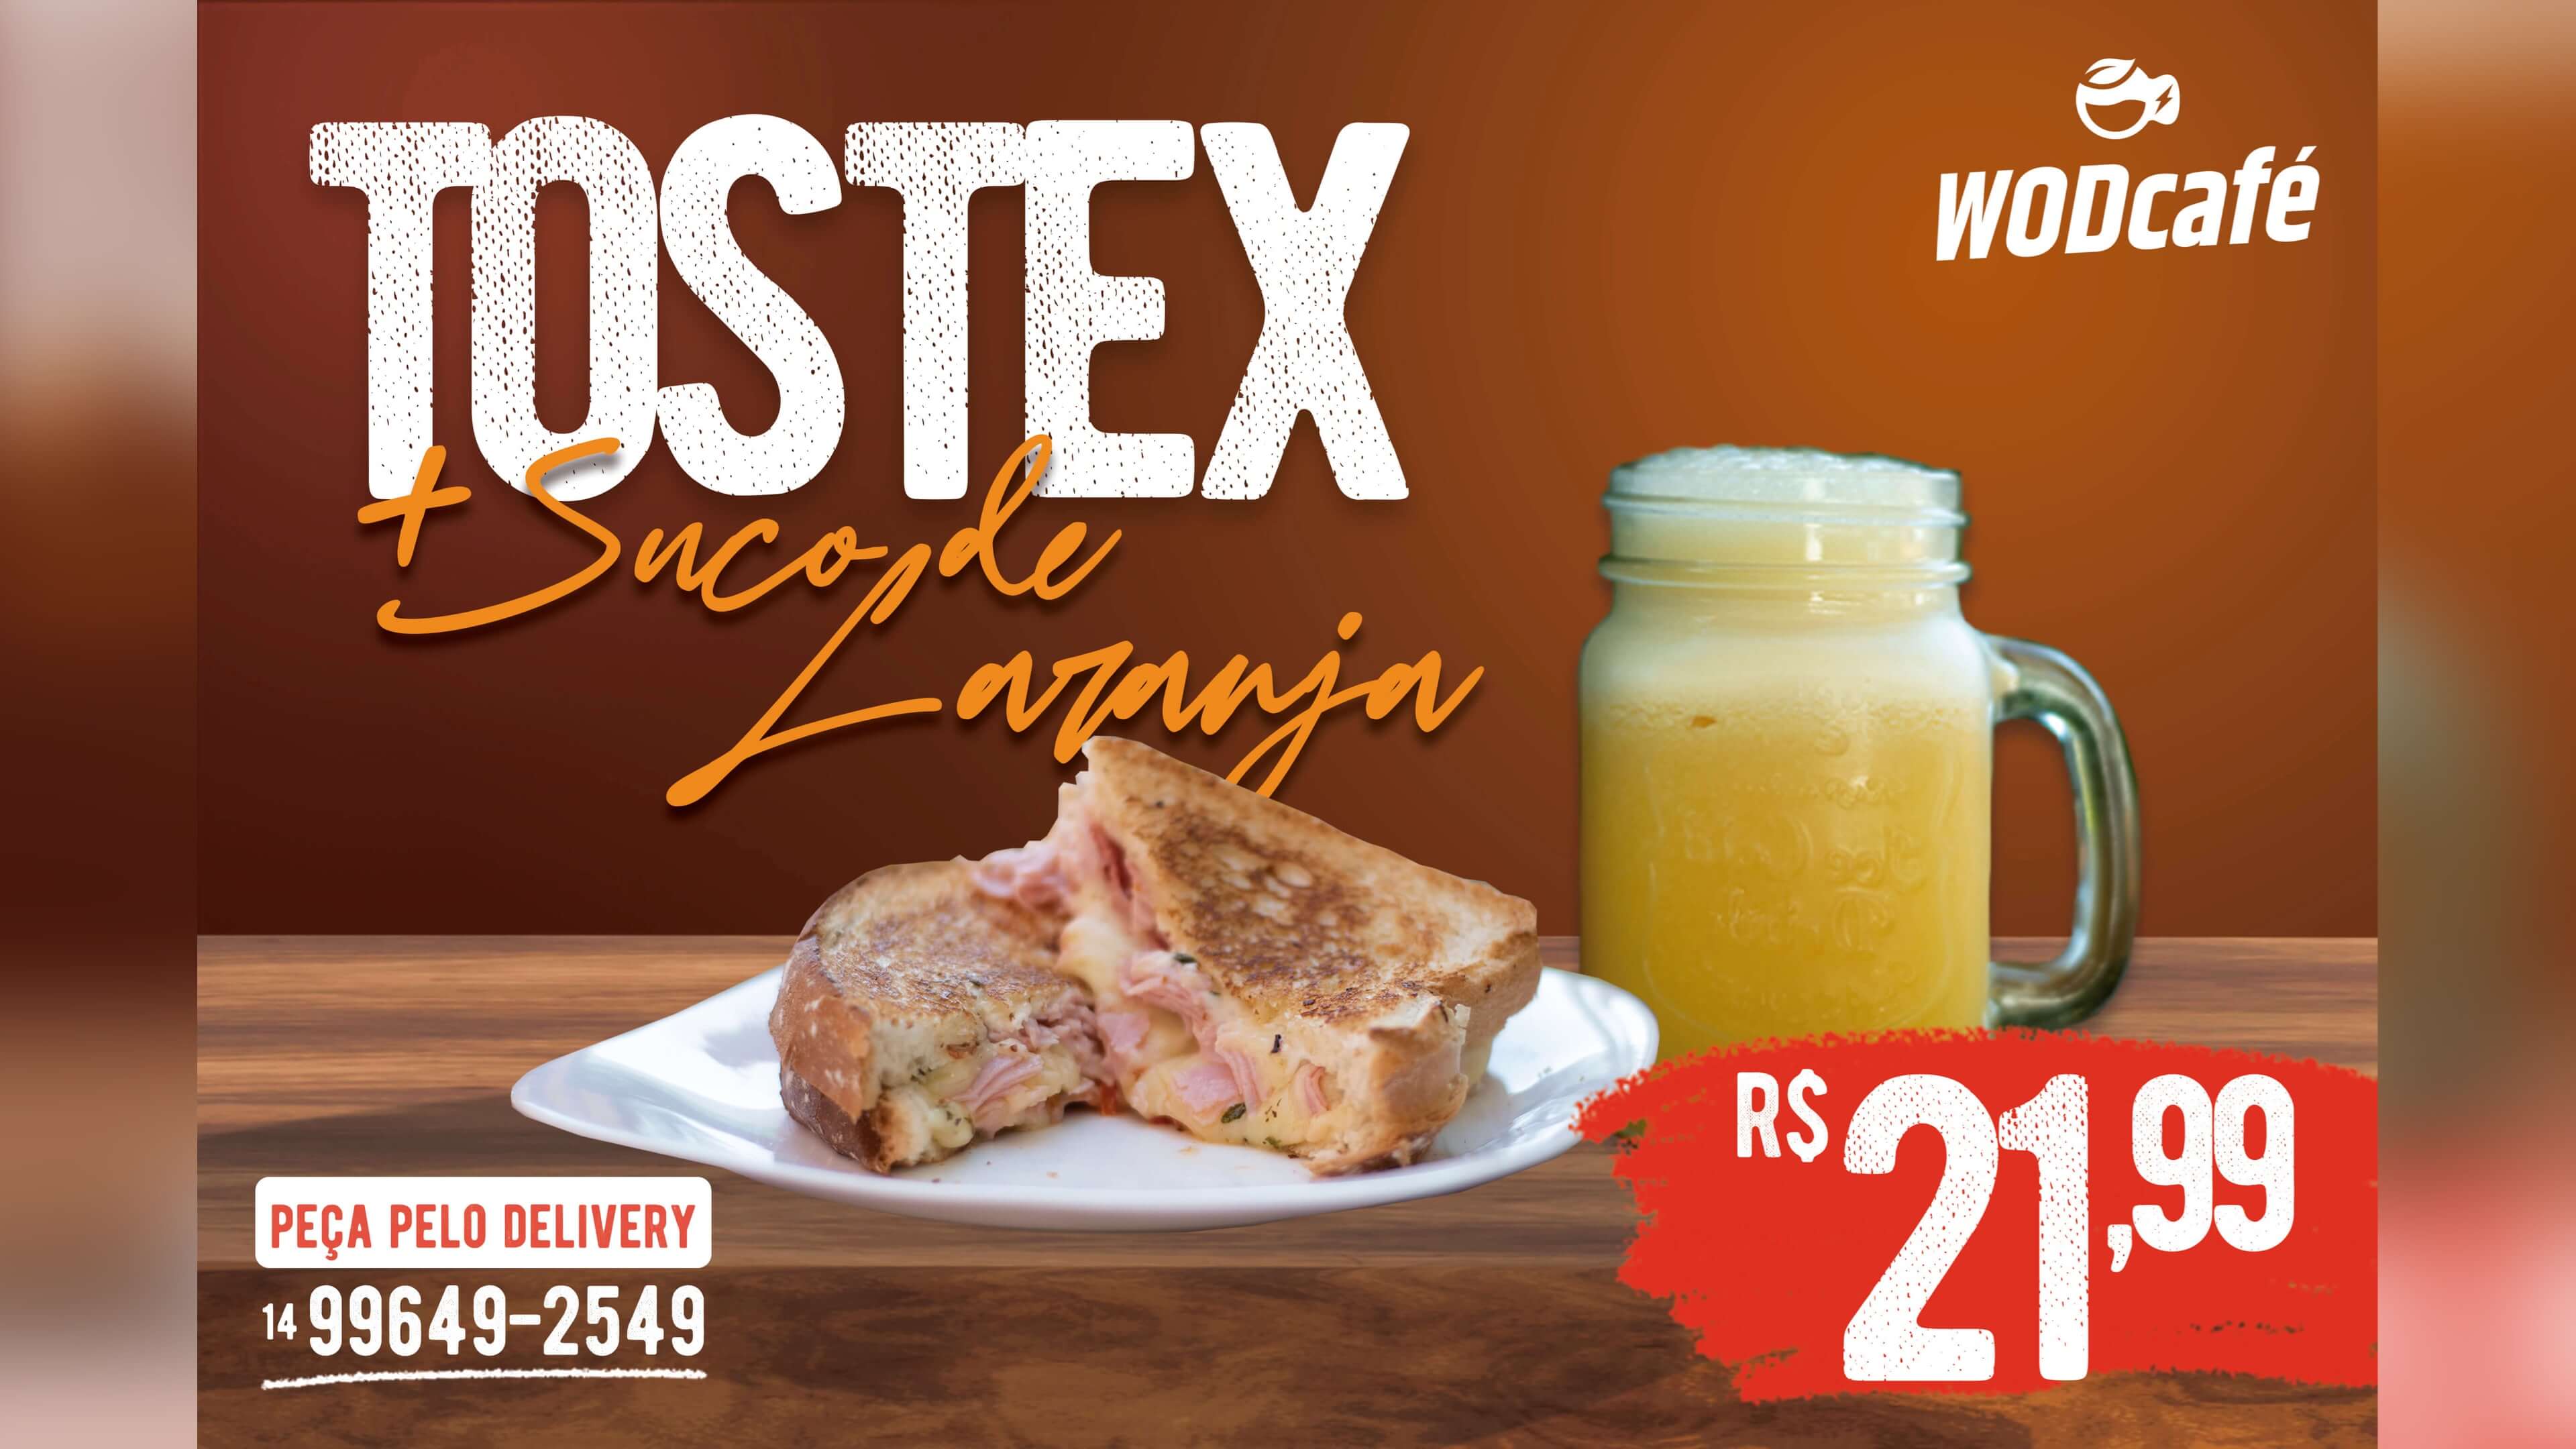 WODcafé
TOSTEX
+ Suco de
Laranja
R$ 21,99
PEÇA PELO DELIVERY
14 99649-2549